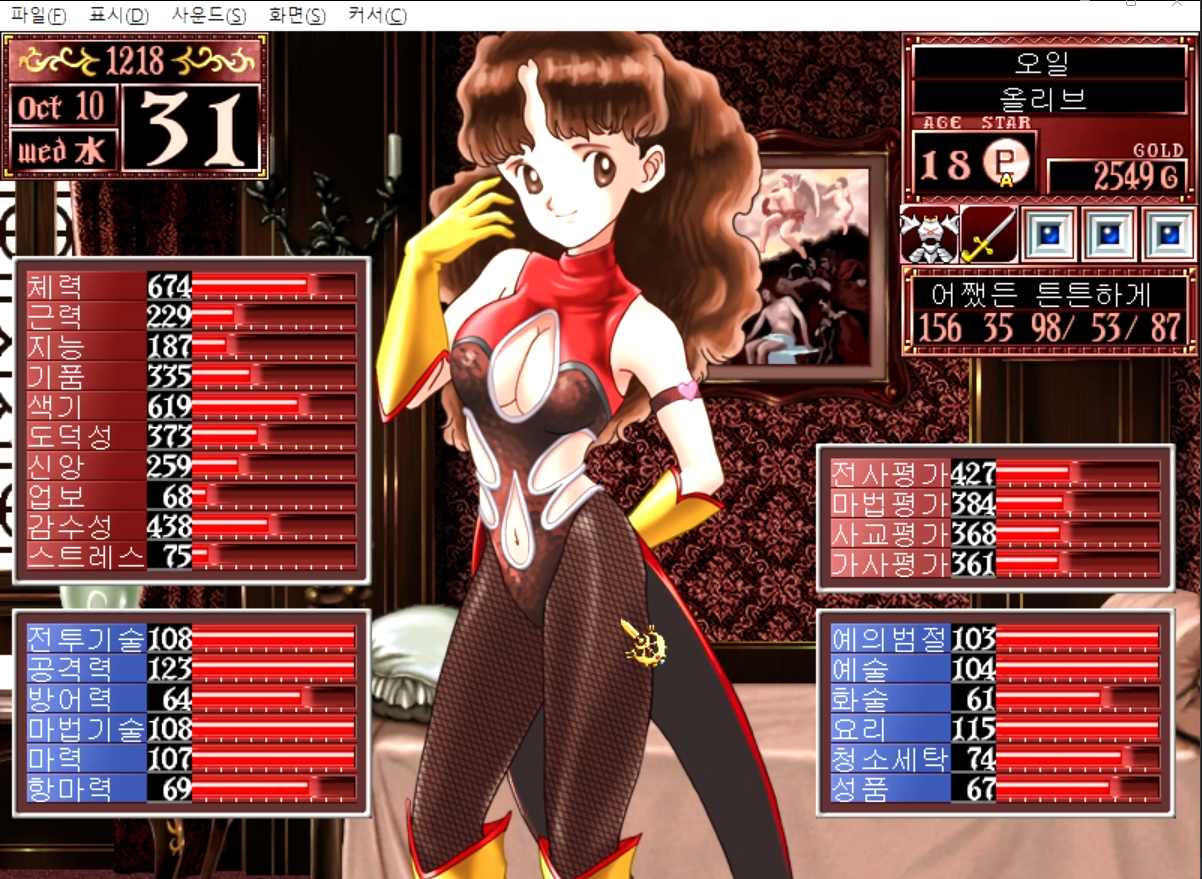 파일(F) 표시(D) 사운드(S) 화면(S) 커서(C)
1218
Oct 10
wed 水
31
오일
올리브
AGE STAR
18 P A
GOLD
2549 G
어쨌든 튼튼하게
156 35 98/ 53/ 87
체력 674
근력 229
지능 187
기품 335
색기 619
도덕성 373
신앙 259
업보 68
감수성 438
스트레스 75
전사평가 427
마법평가 384
사교평가 368
가사평가 361
전투기술 108
공격력 123
방어력 64
마법기술 108
마력 107
항마력 69
예의범절 103
예술 104
화술 61
요리 115
청소세탁 74
성품 67